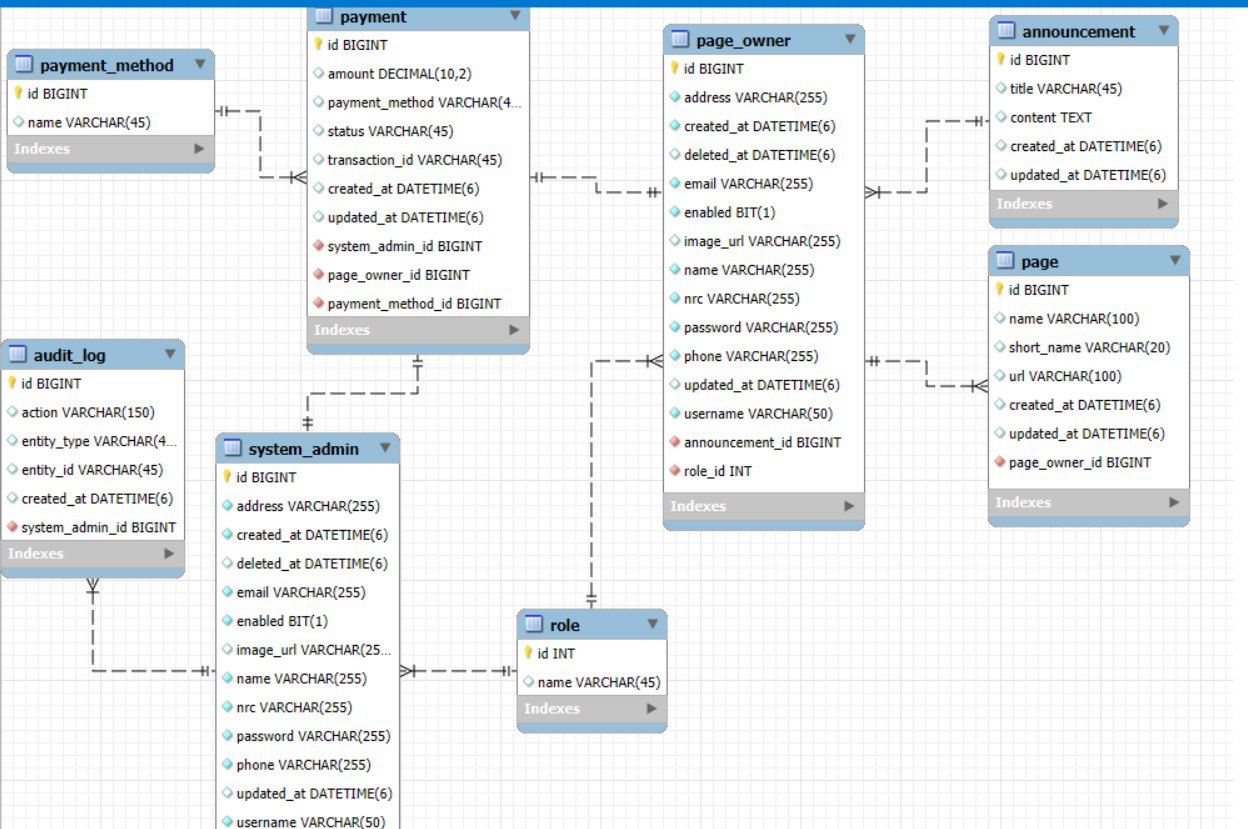 payment_method
id BIGINT
name VARCHAR(45)
Indexes
payment
id BIGINT
amount DECIMAL(10,2)
payment_method VARCHAR(4...
status VARCHAR(45)
transaction_id VARCHAR(45)
created_at DATETIME(6)
updated_at DATETIME(6)
system_admin_id BIGINT
page_owner_id BIGINT
payment_method_id BIGINT
Indexes
page_owner
id BIGINT
address VARCHAR(255)
created_at DATETIME(6)
deleted_at DATETIME(6)
email VARCHAR(255)
enabled BIT(1)
image_url VARCHAR(255)
name VARCHAR(255)
nrc VARCHAR(255)
password VARCHAR(255)
phone VARCHAR(255)
updated_at DATETIME(6)
username VARCHAR(50)
announcement_id BIGINT
role_id INT
Indexes
announcement
id BIGINT
title VARCHAR(45)
content TEXT
created_at DATETIME(6)
updated_at DATETIME(6)
Indexes
page
id BIGINT
name VARCHAR(100)
short_name VARCHAR(20)
url VARCHAR(100)
created_at DATETIME(6)
updated_at DATETIME(6)
page_owner_id BIGINT
Indexes
audit_log
id BIGINT
action VARCHAR(150)
entity_type VARCHAR(4...
entity_id VARCHAR(45)
created_at DATETIME(6)
system_admin_id BIGINT
Indexes
system_admin
id BIGINT
address VARCHAR(255)
created_at DATETIME(6)
deleted_at DATETIME(6)
email VARCHAR(255)
enabled BIT(1)
image_url VARCHAR(25...
name VARCHAR(255)
nrc VARCHAR(255)
password VARCHAR(255)
phone VARCHAR(255)
updated_at DATETIME(6)
username VARCHAR(50)
role
id INT
name VARCHAR(45)
Indexes